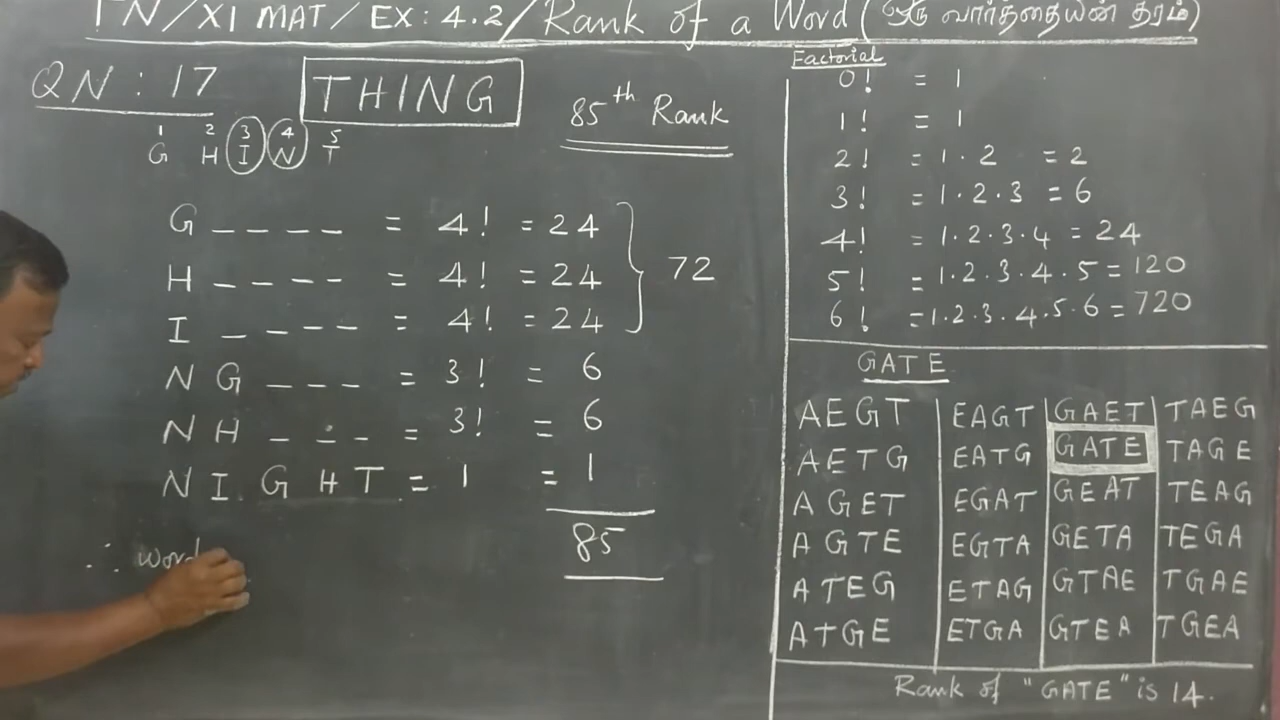 TN / XI MAT / EX : 4.2 / Rank of a Word ( ஒரு வார்த்தையின் தரம் )
QN : 17
THING
85th Rank
1 2 3 4 5
G H I N T
G _ _ _ _ = 4! = 24
H _ _ _ _ = 4! = 24
I _ _ _ _ = 4! = 24
72
N G _ _ _ = 3! = 6
N H _ _ _ = 3! = 6
N I G H T = 1 = 1
85
∴ word
Factorial
0! = 1
1! = 1
2! = 1 · 2 = 2
3! = 1 · 2 · 3 = 6
4! = 1 · 2 · 3 · 4 = 24
5! = 1 · 2 · 3 · 4 · 5 = 120
6! = 1 · 2 · 3 · 4 · 5 · 6 = 720
GATE
AEGT EAGT GAET TAEG
AETG EATG GATE TAGE
AGET EGAT GEAT TEAG
AGTE EGTA GETA TEGA
ATEG ETAG GTAE TGAE
ATGE ETGA GTEA TGEA
Rank of "GATE" is 14.